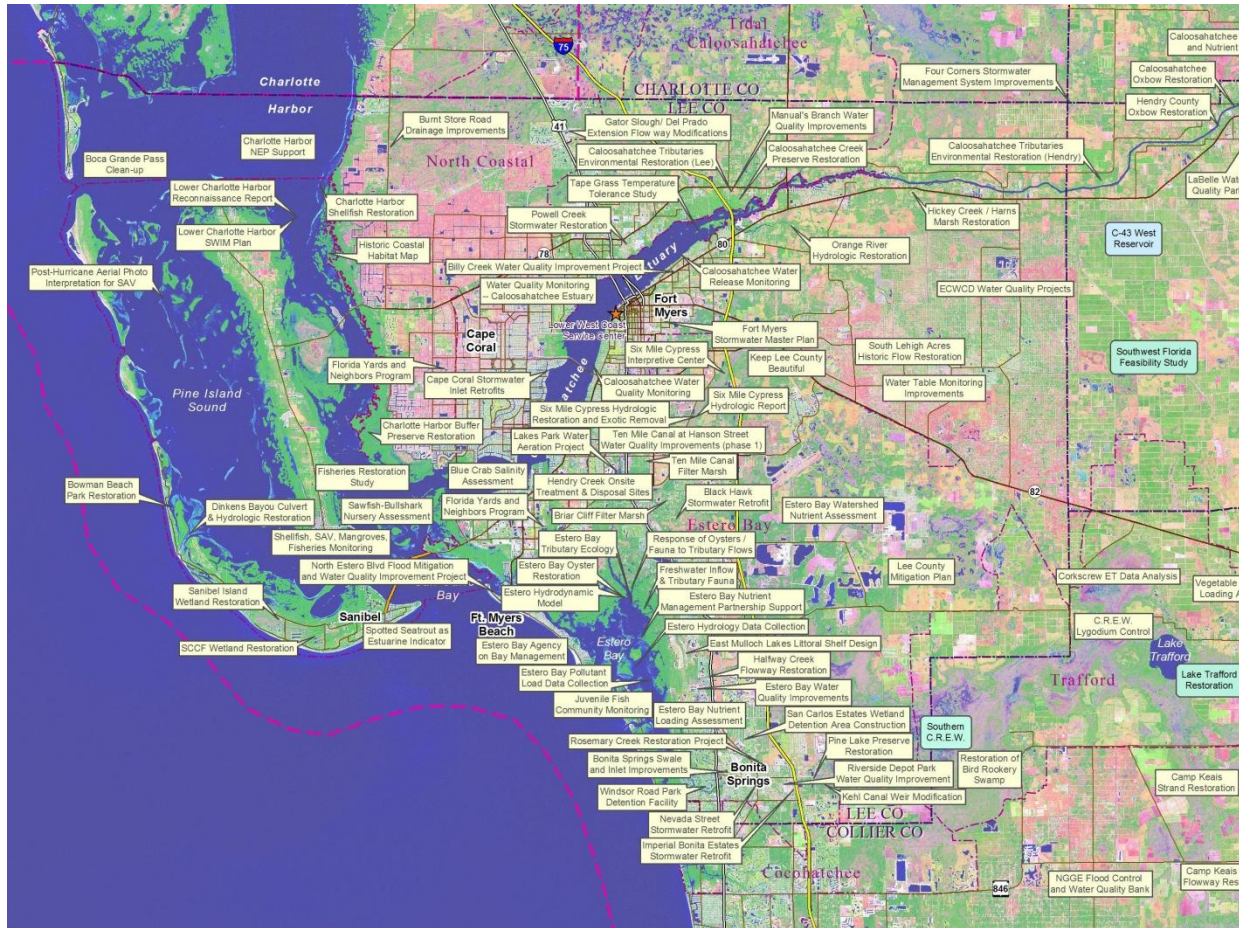 Tidal
Caloosahatchee
75
Caloosahatchee
and Nutrient
Four Corners Stormwater
Management System Improvements
Caloosahatchee
Oxbow Restoration
Charlotte
Harbor
CHARLOTTE CO
LEE CO
Hendry County
Oxbow Restoration
Burnt Store Road
Drainage Improvements
41
Gator Slough/ Del Prado
Extension Flow way Modifications
Manual's Branch Water
Quality Improvements
Charlotte Harbor
NEP Support
North Coastal
Caloosahatchee Tributaries
Environmental Restoration (Lee)
Caloosahatchee Creek
Preserve Restoration
Caloosahatchee Tributaries
Environmental Restoration (Hendry)
Boca Grande Pass
Clean-up
Lower Charlotte Harbor
Reconnaissance Report
Charlotte Harbor
Shellfish Restoration
Tape Grass Temperature
Tolerance Study
LaBelle Wat
Quality Par
Lower Charlotte Harbor
SWIM Plan
Powell Creek
Stormwater Restoration
Hickey Creek / Harns
Marsh Restoration
C-43 West
Reservoir
Historic Coastal
Habitat Map
78
80
Orange River
Hydrologic Restoration
Post-Hurricane Aerial Photo
Interpretation for SAV
Billy Creek Water Quality Improvement Project
Estuary
Water Quality Monitoring
-- Caloosahatchee Estuary
Caloosahatchee Water
Release Monitoring
ECWCD Water Quality Projects
Fort
Myers
Lower West Coast
Service Center
Cape
Coral
Fort Myers
Stormwater Master Plan
Six Mile Cypress
Interpretive Center
Keep Lee County
Beautiful
South Lehigh Acres
Historic Flow Restoration
Southwest Florida
Feasibility Study
Florida Yards and
Neighbors Program
Cape Coral Stormwater
Inlet Retrofits
atchee
Caloosahatchee Water
Quality Monitoring
Water Table Monitoring
Improvements
Pine Island
Sound
Six Mile Cypress Hydrologic
Restoration and Exotic Removal
Six Mile Cypress
Hydrologic Report
Charlotte Harbor Buffer
Preserve Restoration
Lakes Park Water
Aeration Project
Ten Mile Canal at Hanson Street
Water Quality Improvements (phase 1)
Fisheries Restoration
Study
Blue Crab Salinity
Assessment
Ten Mile Canal
Filter Marsh
Bowman Beach
Park Restoration
Hendry Creek Onsite
Treatment & Disposal Sites
Black Hawk
Stormwater Retrofit
82
Dinkens Bayou Culvert
& Hydrologic Restoration
Sawfish-Bullshark
Nursery Assessment
Florida Yards and
Neighbors Program
Briar Cliff Filter Marsh
Estero Bay Watershed
Nutrient Assessment
Estero Bay
Shellfish, SAV, Mangroves,
Fisheries Monitoring
Estero Bay
Tributary Ecology
Response of Oysters /
Fauna to Tributary Flows
North Estero Blvd Flood Mitigation
and Water Quality Improvement Project
Estero Bay Oyster
Restoration
Freshwater Inflow
& Tributary Fauna
Lee County
Mitigation Plan
Corkscrew ET Data Analysis
Vegetable
Loading A
Sanibel Island
Wetland Restoration
Bay
Estero Hydrodynamic
Model
Estero Bay Nutrient
Management Partnership Support
Sanibel
Ft. Myers
Beach
C.R.E.W.
Lygodium Control
SCCF Wetland Restoration
Spotted Seatrout as
Estuarine Indicator
Estero Hydrology Data Collection
Estero Bay Agency
on Bay Management
Estero
Bay
East Mulloch Lakes Littoral Shelf Design
Lake
Trafford
Halfway Creek
Flowway Restoration
Estero Bay Pollutant
Load Data Collection
Trafford
Lake Trafford
Restoration
Estero Bay Water
Quality Improvements
Juvenile Fish
Community Monitoring
Estero Bay Nutrient
Loading Assessment
San Carlos Estates Wetland
Detention Area Construction
Southern
C.R.E.W.
Rosemary Creek Restoration Project
Pine Lake Preserve
Restoration
Bonita Springs Swale
and Inlet Improvements
Bonita
Springs
Riverside Depot Park
Water Quality Improvement
Restoration of
Bird Rookery
Swamp
Camp Keais
Strand Restoration
Windsor Road Park
Detention Facility
Kehl Canal Weir Modification
Nevada Street
Stormwater Retrofit
LEE CO
COLLIER CO
Imperial Bonita Estates
Stormwater Retrofit
Cocohatchee
846
NGGE Flood Control
and Water Quality Bank
Camp Keais
Flowway Res